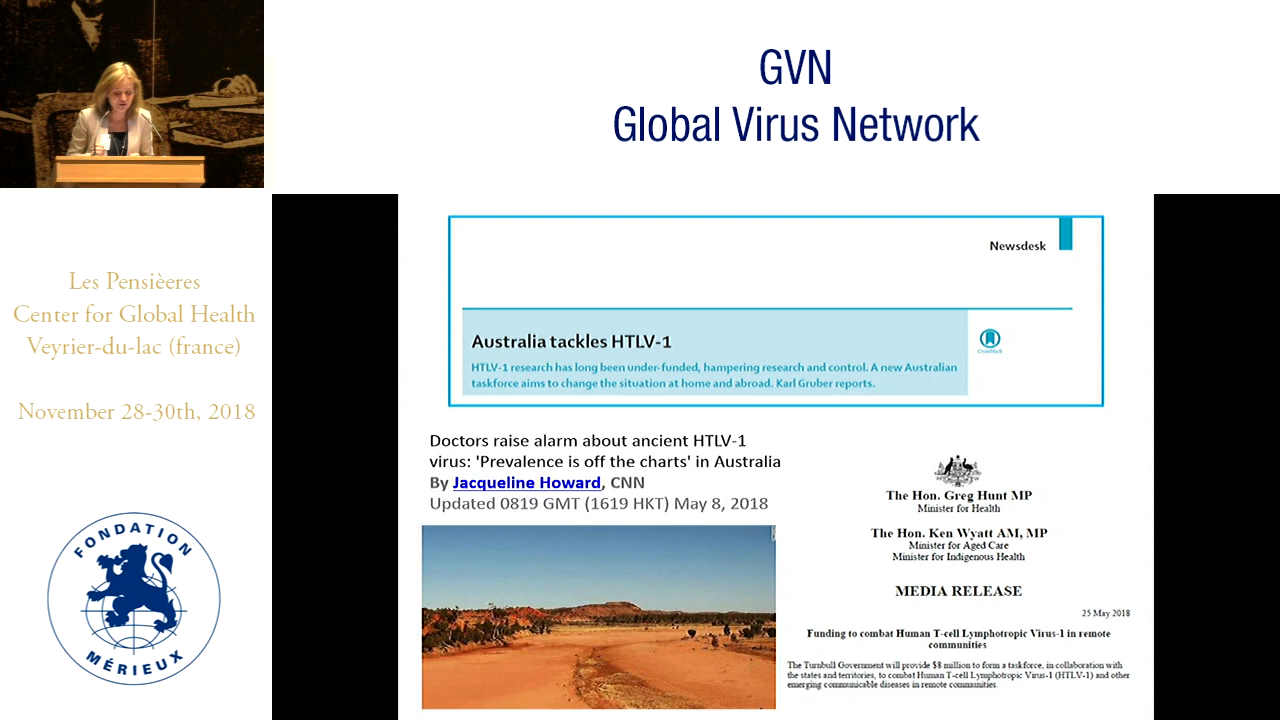 GVN
Global Virus Network
Les Pensièeres
Center for Global Health
Veyrier-du-lac (france)
November 28-30th, 2018
FONDATION
MÉRIEUX
Newsdesk
Australia tackles HTLV-1
HTLV-1 research has long been under-funded, hampering research and control. A new Australian
taskforce aims to change the situation at home and abroad. Karl Gruber reports.
CrossMark
Doctors raise alarm about ancient HTLV-1
virus: 'Prevalence is off the charts' in Australia
By Jacqueline Howard, CNN
Updated 0819 GMT (1619 HKT) May 8, 2018
The Hon. Greg Hunt MP
Minister for Health
The Hon. Ken Wyatt AM, MP
Minister for Aged Care
Minister for Indigenous Health
MEDIA RELEASE
25 May 2018
Funding to combat Human T-cell Lymphotropic Virus-1 in remote
communities
The Turnbull Government will provide $8 million to form a taskforce, in collaboration with
the states and territories, to combat Human T-cell Lymphotropic Virus-1 (HTLV-1) and other
emerging communicable diseases in remote communities.